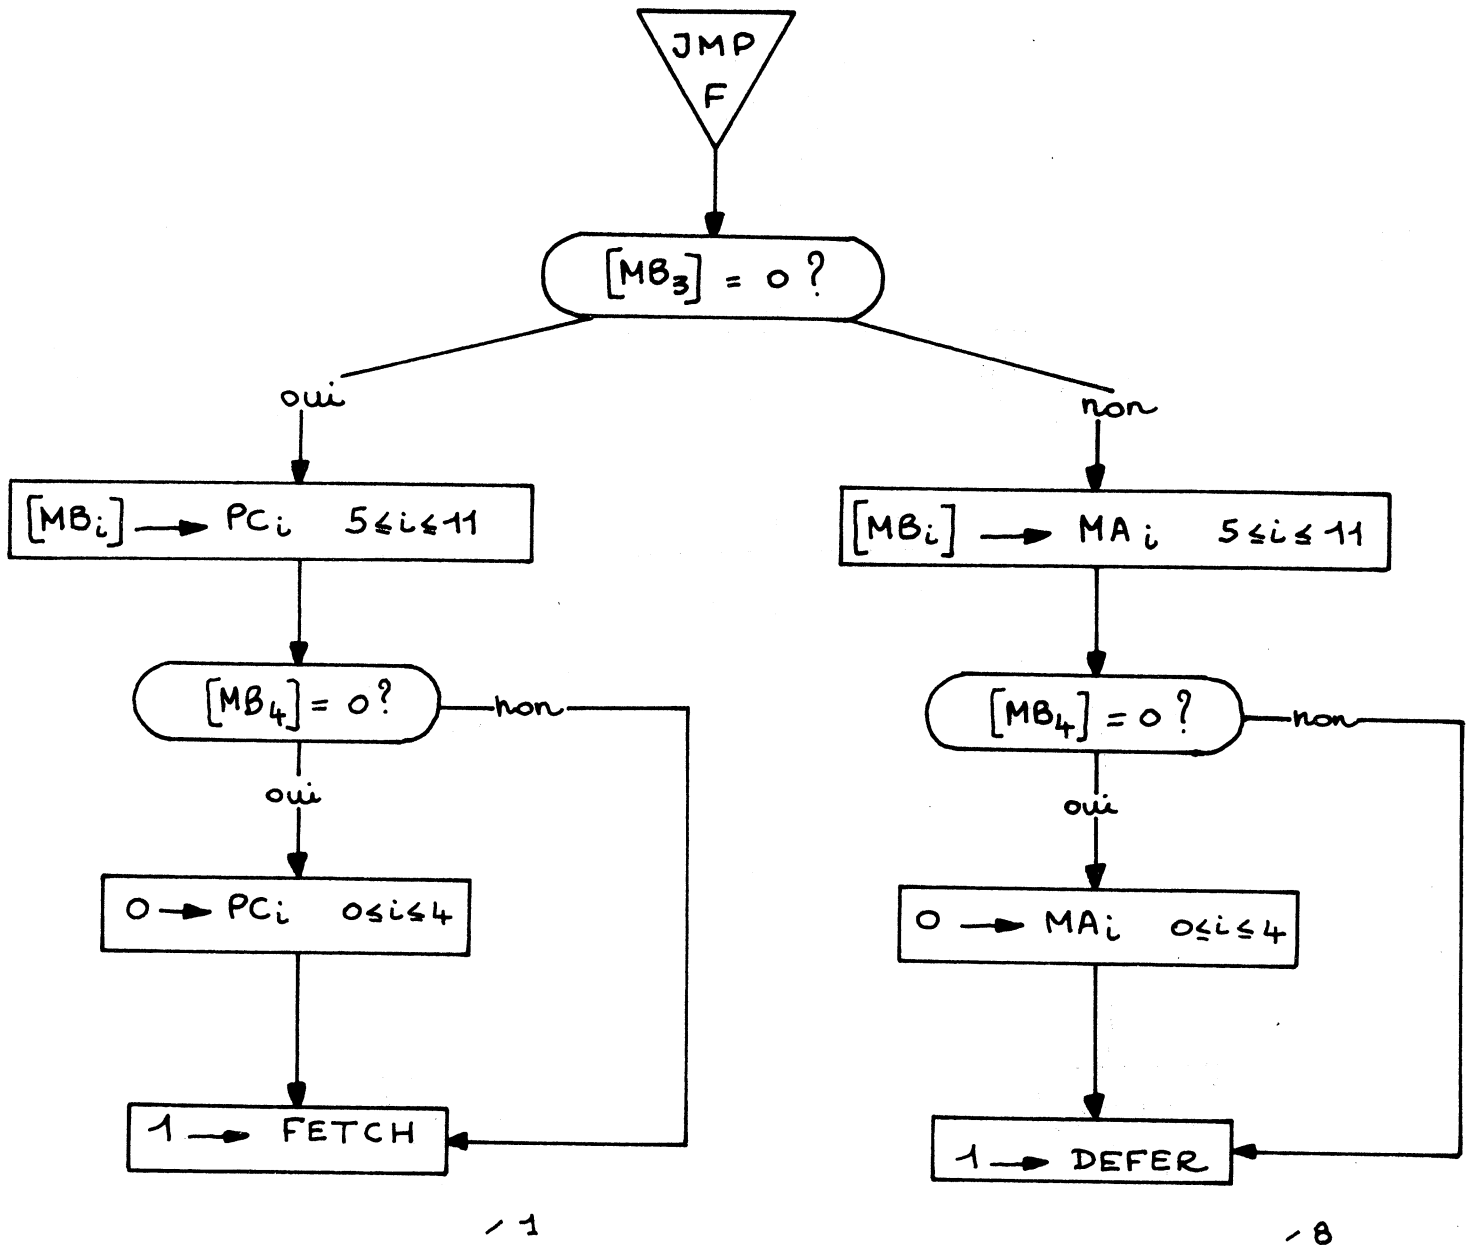 JMP
F
[MB₃] = 0 ?
oui
non
[MBᵢ] → PCᵢ 5≤i≤11
[MBᵢ] → MAᵢ 5≤i≤11
[MB₄] = 0 ?
non
[MB₄] = 0 ?
non
oui
oui
0 → PCᵢ 0≤i≤4
0 → MAᵢ 0≤i≤4
1 → FETCH
1 → DEFER
/ 1
/ 8